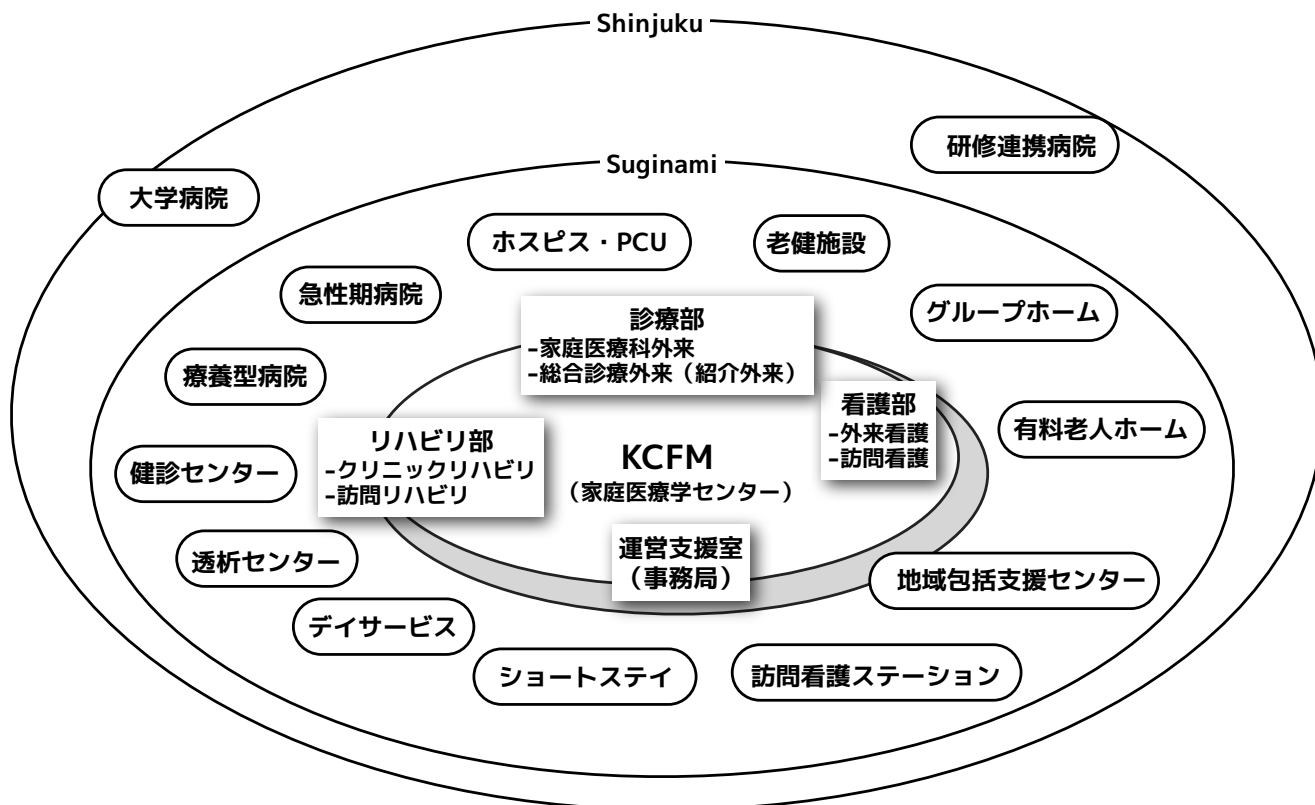 Shinjuku
研修連携病院
Suginami
大学病院
ホスピス・PCU
老健施設
急性期病院
グループホーム
診療部
-家庭医療科外来
-総合診療外来（紹介外来）
療養型病院
看護部
-外来看護
-訪問看護
有料老人ホーム
リハビリ部
-クリニックリハビリ
-訪問リハビリ
KCFM
（家庭医療学センター）
健診センター
運営支援室
（事務局）
透析センター
地域包括支援センター
デイサービス
ショートステイ
訪問看護ステーション